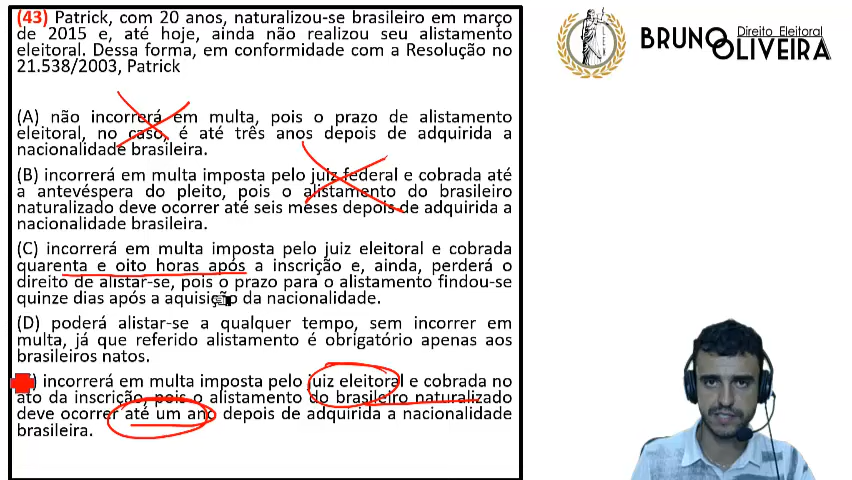 (43) Patrick, com 20 anos, naturalizou-se brasileiro em março
de 2015 e, até hoje, ainda não realizou seu alistamento
eleitoral. Dessa forma, em conformidade com a Resolução no
21.538/2003, Patrick
(A) não incorrerá em multa, pois o prazo de alistamento
eleitoral, no caso, é até três anos depois de adquirida a
nacionalidade brasileira.
(B) incorrerá em multa imposta pelo juiz federal e cobrada até
a antevéspera do pleito, pois o alistamento do brasileiro
naturalizado deve ocorrer até seis meses depois de adquirida a
nacionalidade brasileira.
(C) incorrerá em multa imposta pelo juiz eleitoral e cobrada
quarenta e oito horas após a inscrição e, ainda, perderá o
direito de alistar-se, pois o prazo para o alistamento findou-se
quinze dias após a aquisição da nacionalidade.
(D) poderá alistar-se a qualquer tempo, sem incorrer em
multa, já que referido alistamento é obrigatório apenas aos
brasileiros natos.
) incorrerá em multa imposta pelo juiz eleitoral e cobrada no
ato da inscrição, pois o alistamento do brasileiro naturalizado
deve ocorrer até um ano depois de adquirida a nacionalidade
brasileira.
Direito Eleitoral
BRUNO
OLIVEIRA